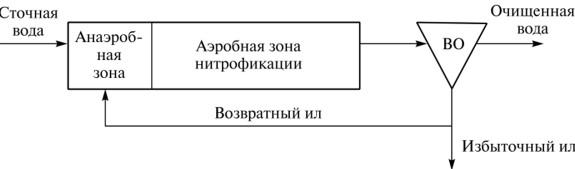 Сточная
вода
Анаэроб-
ная
зона
Аэробная зона
нитрофикации
ВО
Очищенная
вода
Возвратный ил
Избыточный ил